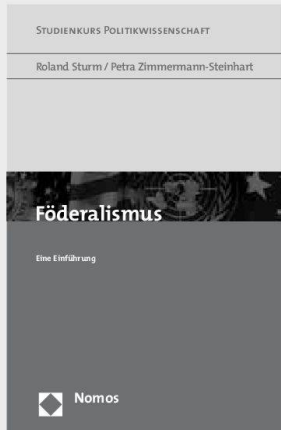 Studienkurs Politikwissenschaft
Roland Sturm / Petra Zimmermann-Steinhart
Föderalismus
Eine Einführung
Nomos